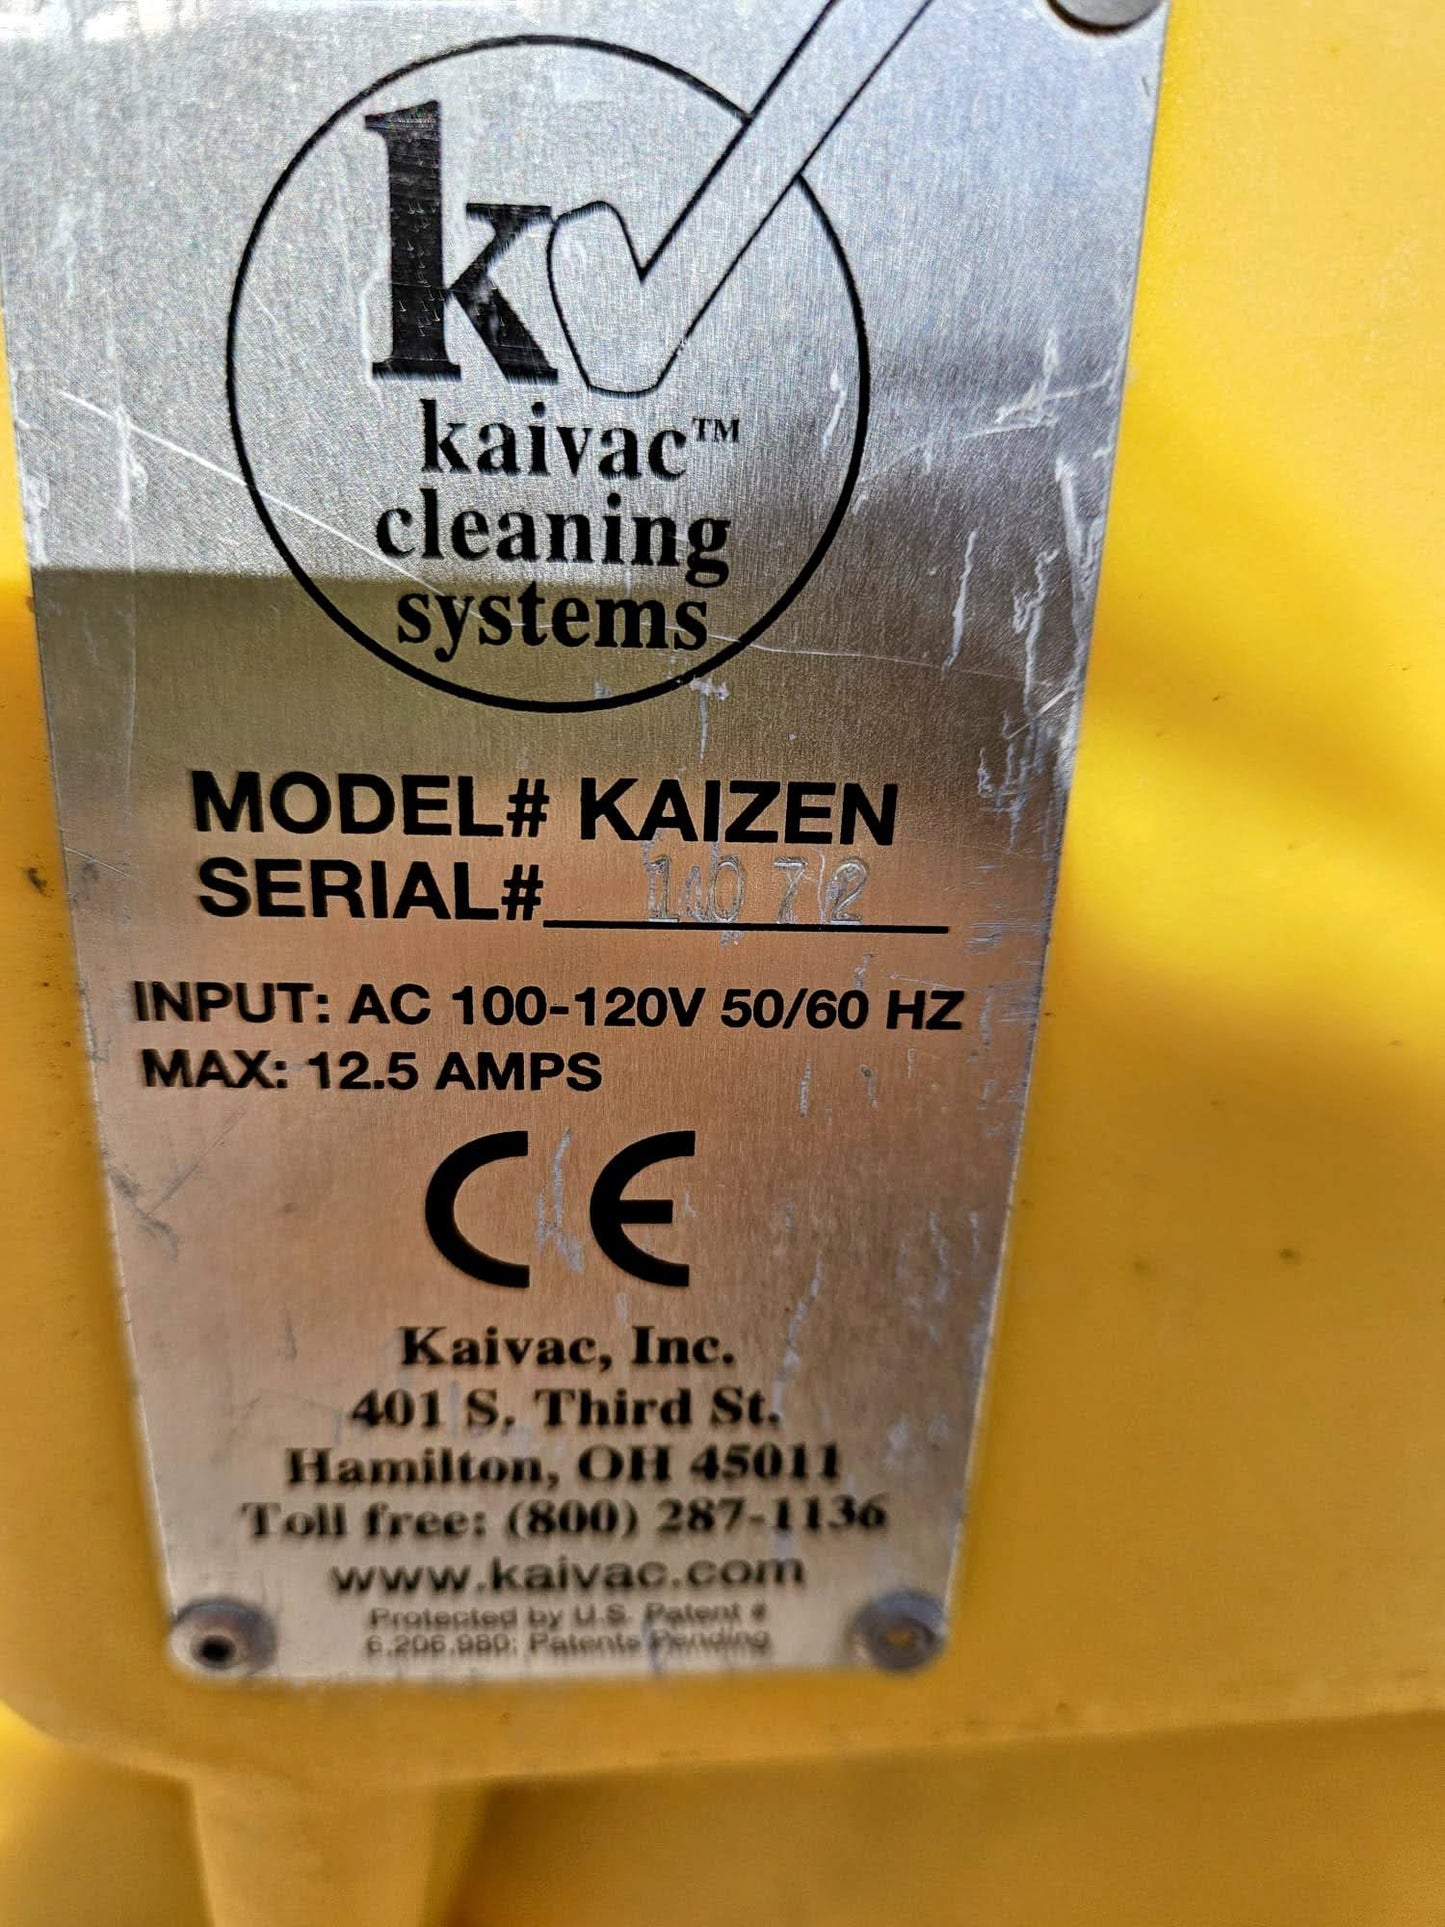 k
kaivac™
cleaning
systems
MODEL# KAIZEN
SERIAL# 1072
INPUT: AC 100-120V 50/60 HZ
MAX: 12.5 AMPS
CE
Kaivac, Inc.
401 S. Third St.
Hamilton, OH 45011
Toll free: (800) 287-1136
www.kaivac.com
Protected by U.S. Patent #
6,206,980; Patents Pending